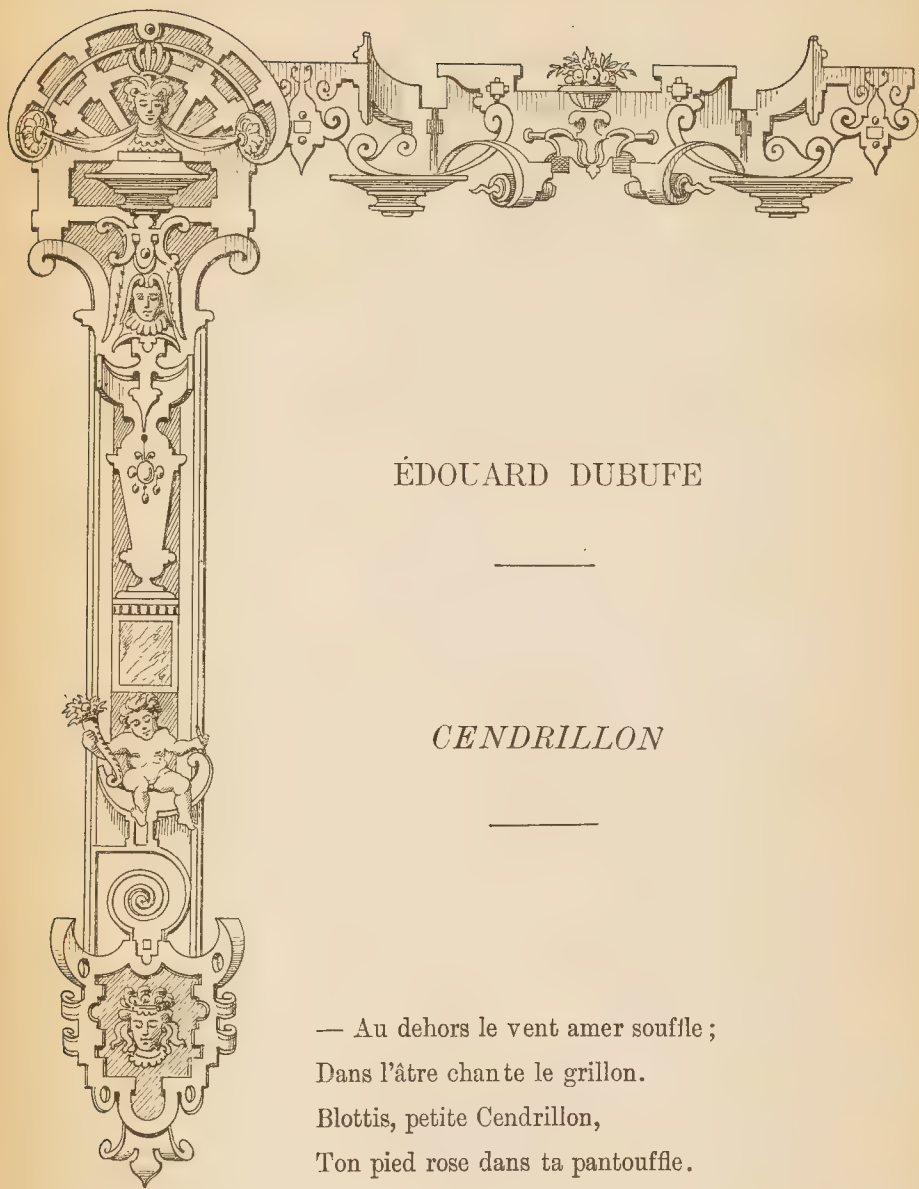 ÉDOUARD DUBUFE
CENDRILLON
— Au dehors le vent amer souffle ;
Dans l'âtre chante le grillon.
Blottis, petite Cendrillon,
Ton pied rose dans ta pantouffle.